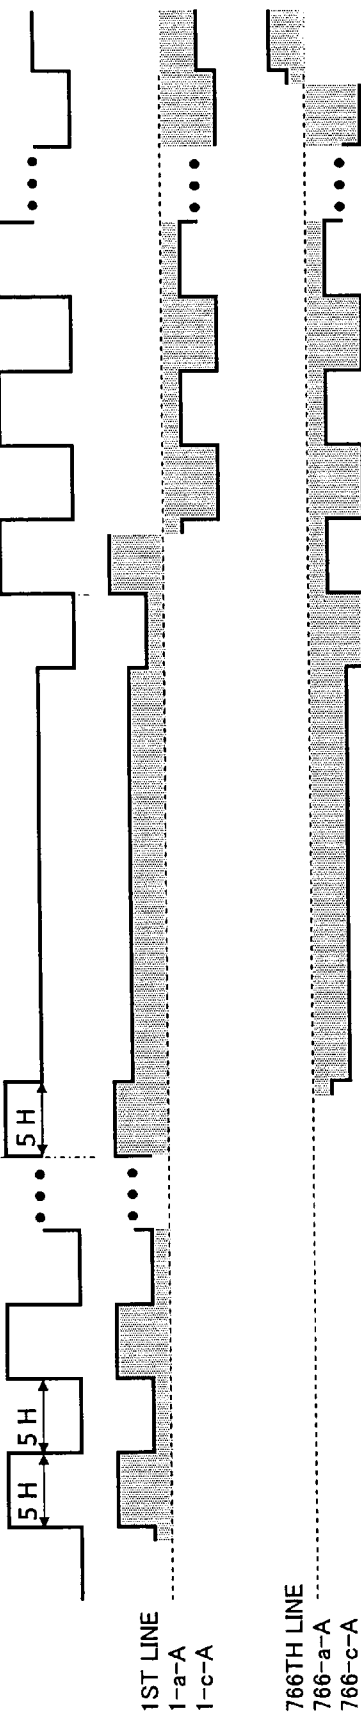 5 H
5 H
5 H
1ST LINE
1-a-A
1-c-A
766TH LINE
766-a-A
766-c-A